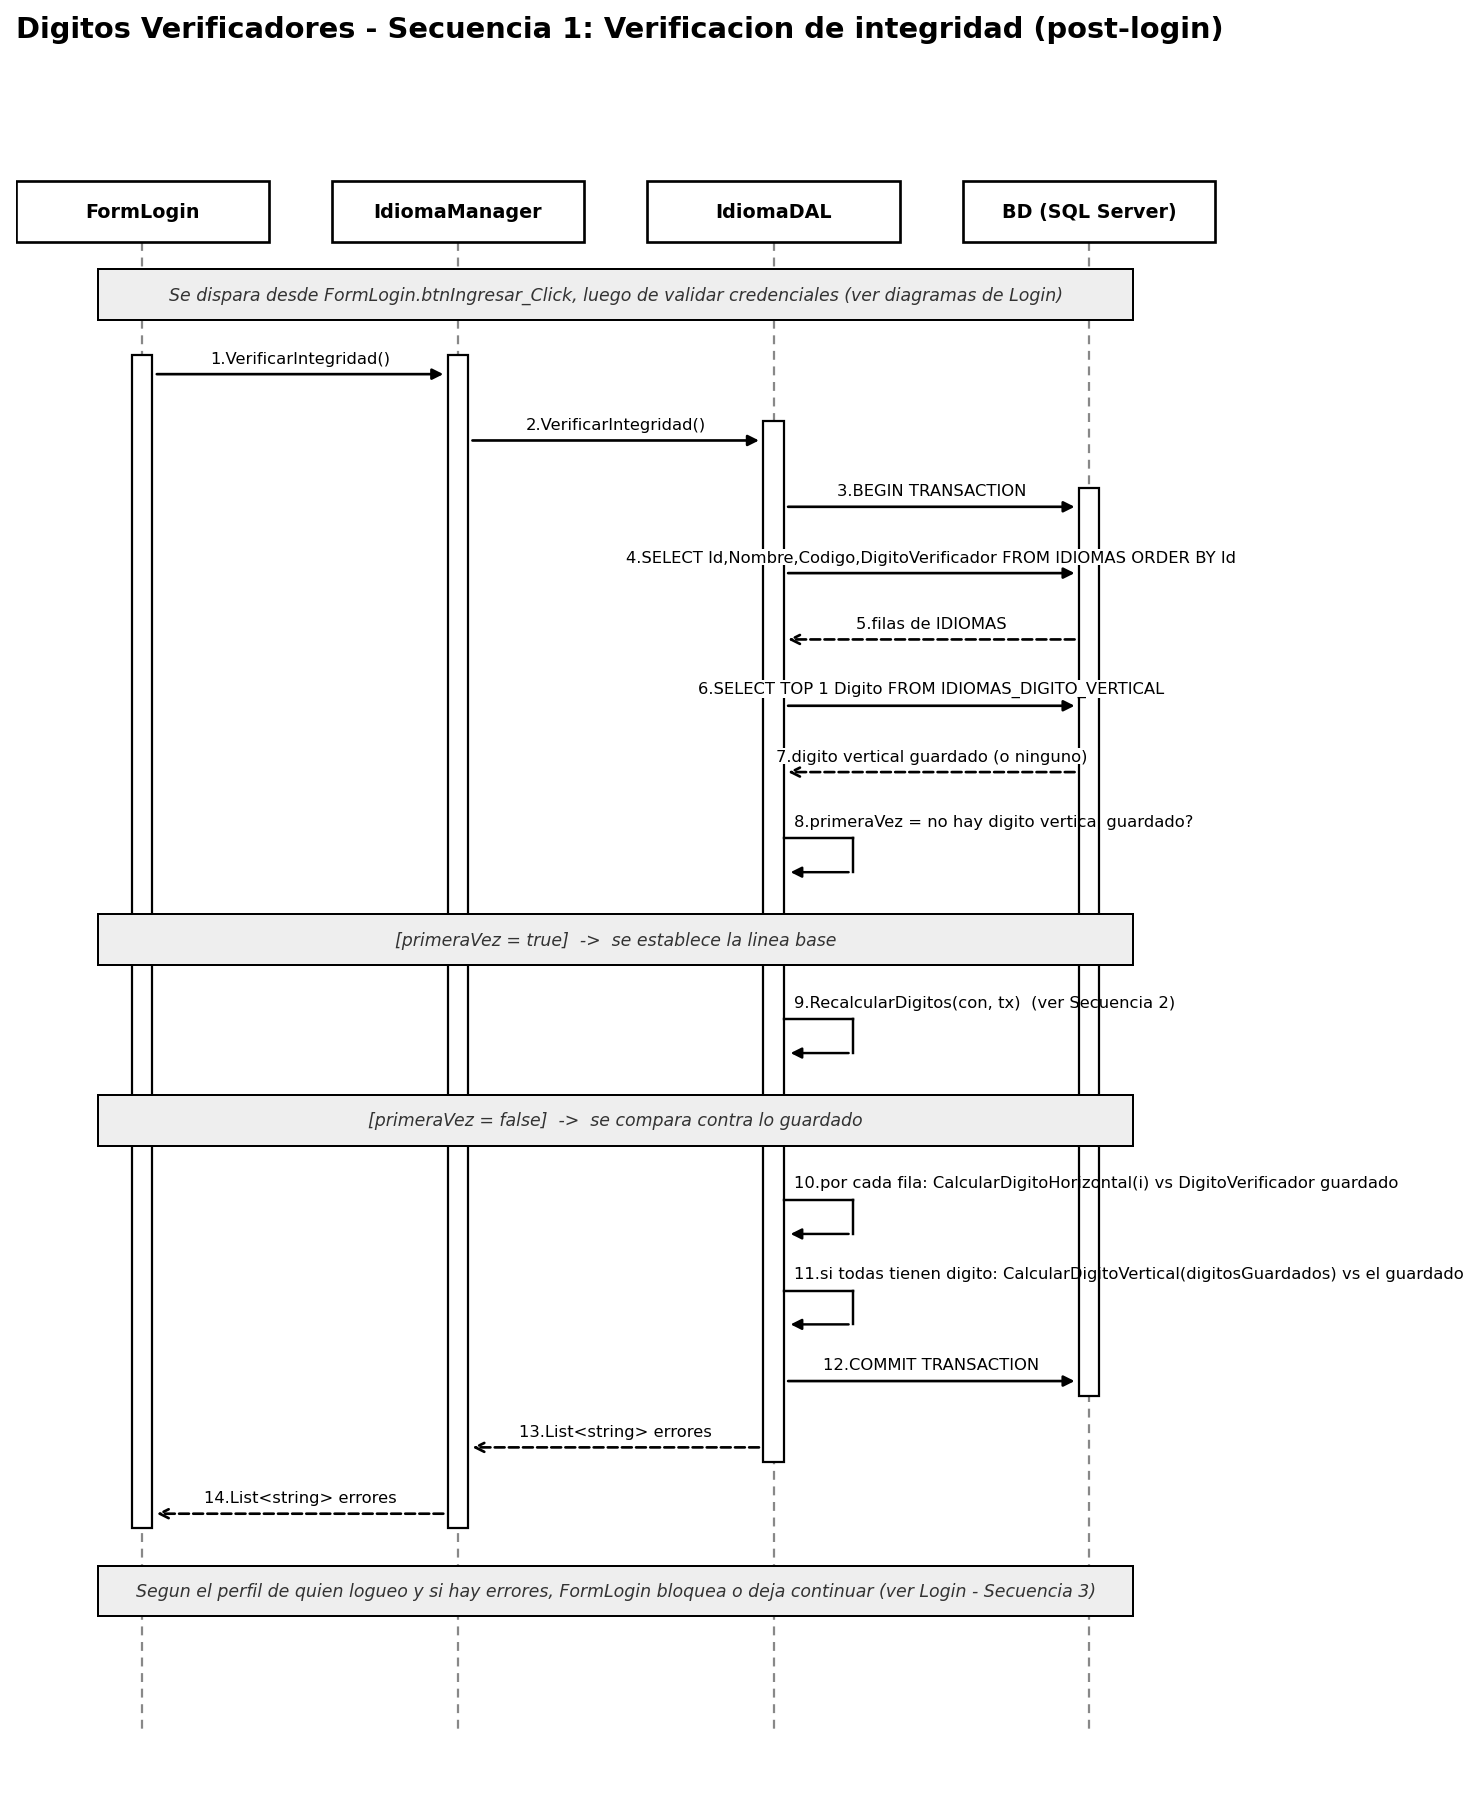 Digitos Verificadores - Secuencia 1: Verificacion de integridad (post-login)
FormLogin
IdiomaManager
IdiomaDAL
BD (SQL Server)
Se dispara desde FormLogin.btnIngresar_Click, luego de validar credenciales (ver diagramas de Login)
1.VerificarIntegridad()
2.VerificarIntegridad()
3.BEGIN TRANSACTION
4.SELECT Id,Nombre,Codigo,DigitoVerificador FROM IDIOMAS ORDER BY Id
5.filas de IDIOMAS
6.SELECT TOP 1 Digito FROM IDIOMAS_DIGITO_VERTICAL
7.digito vertical guardado (o ninguno)
8.primeraVez = no hay digito vertical guardado?
[primeraVez = true]  ->  se establece la linea base
9.RecalcularDigitos(con, tx)  (ver Secuencia 2)
[primeraVez = false]  ->  se compara contra lo guardado
10.por cada fila: CalcularDigitoHorizontal(i) vs DigitoVerificador guardado
11.si todas tienen digito: CalcularDigitoVertical(digitosGuardados) vs el guardado
12.COMMIT TRANSACTION
13.List<string> errores
14.List<string> errores
Segun el perfil de quien logueo y si hay errores, FormLogin bloquea o deja continuar (ver Login - Secuencia 3)